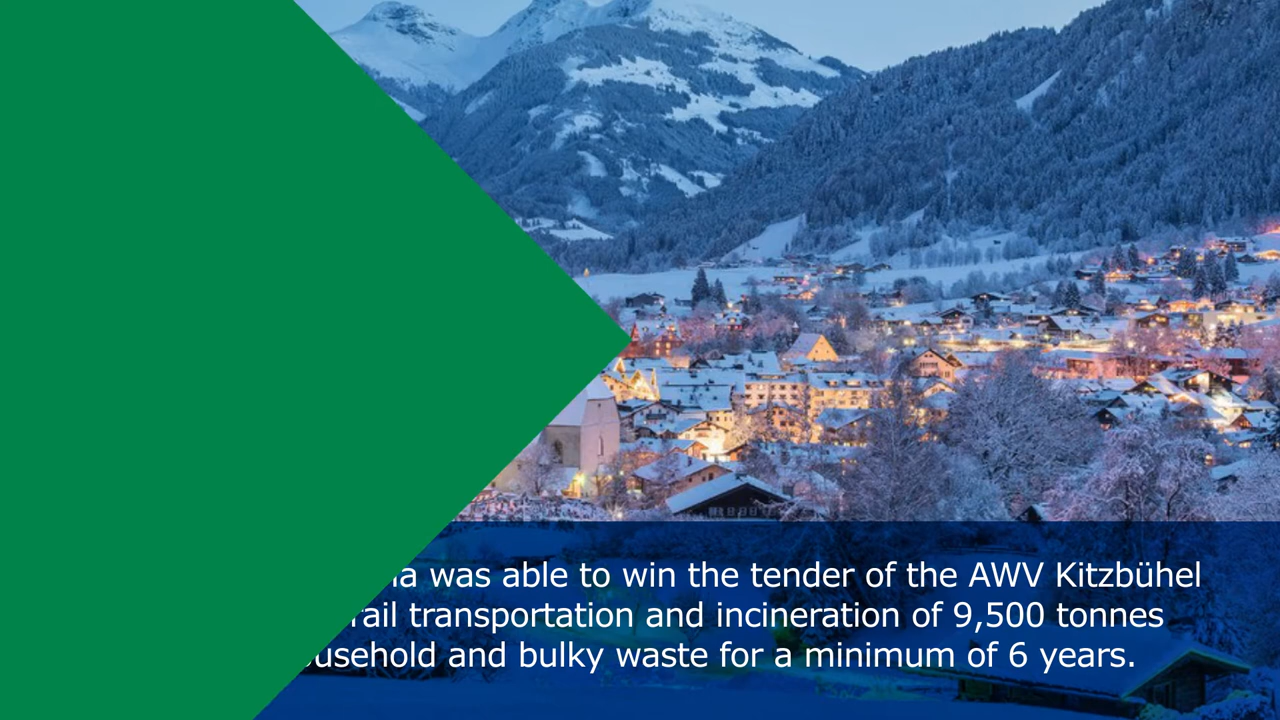 was able to win the tender of the AWV Kitzbühel
rail transportation and incineration of 9,500 tonnes
and bulky waste for a minimum of 6 years.